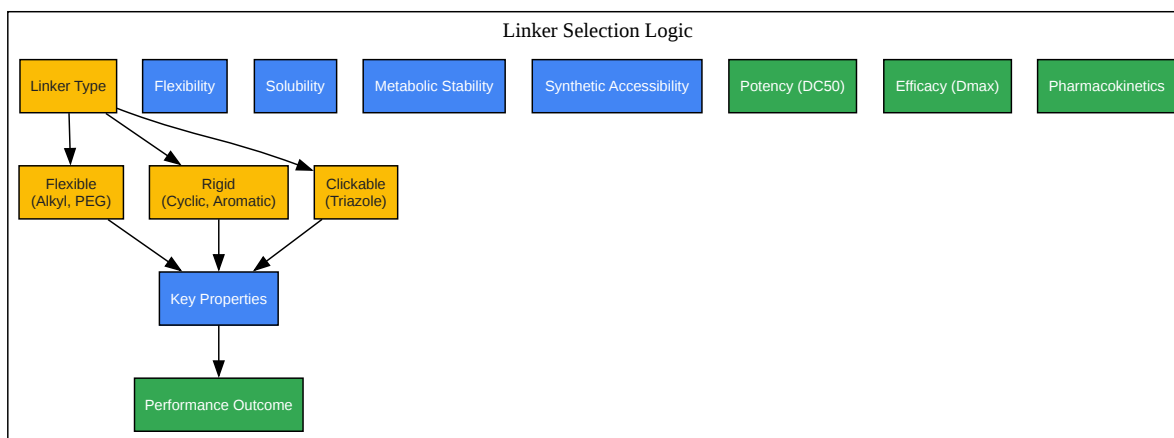 Linker Selection Logic
Linker Type
Flexibility
Solubility
Metabolic Stability
Synthetic Accessibility
Potency (DC50)
Efficacy (Dmax)
Pharmacokinetics
Flexible
(Alkyl, PEG)
Rigid
(Cyclic, Aromatic)
Clickable
(Triazole)
Key Properties
Performance Outcome